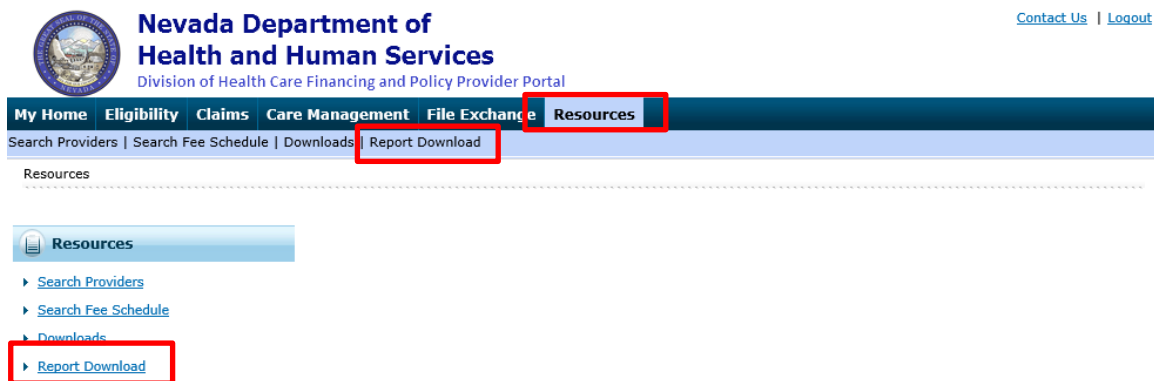 Nevada Department of
Health and Human Services
Division of Health Care Financing and Policy Provider Portal
Contact Us | Logout
My Home Eligibility Claims Care Management File Exchange Resources
Search Providers | Search Fee Schedule | Downloads | Report Download
Resources
Resources
Search Providers
Search Fee Schedule
Downloads
Report Download